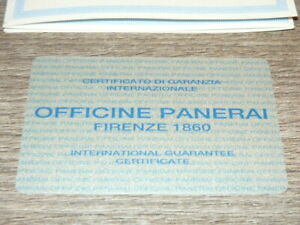 CERTIFICATO DI GARANZIA
INTERNAZIONALE
OFFICINE PANERAI
FIRENZE 1860
INTERNATIONAL GUARANTEE
CERTIFICATE